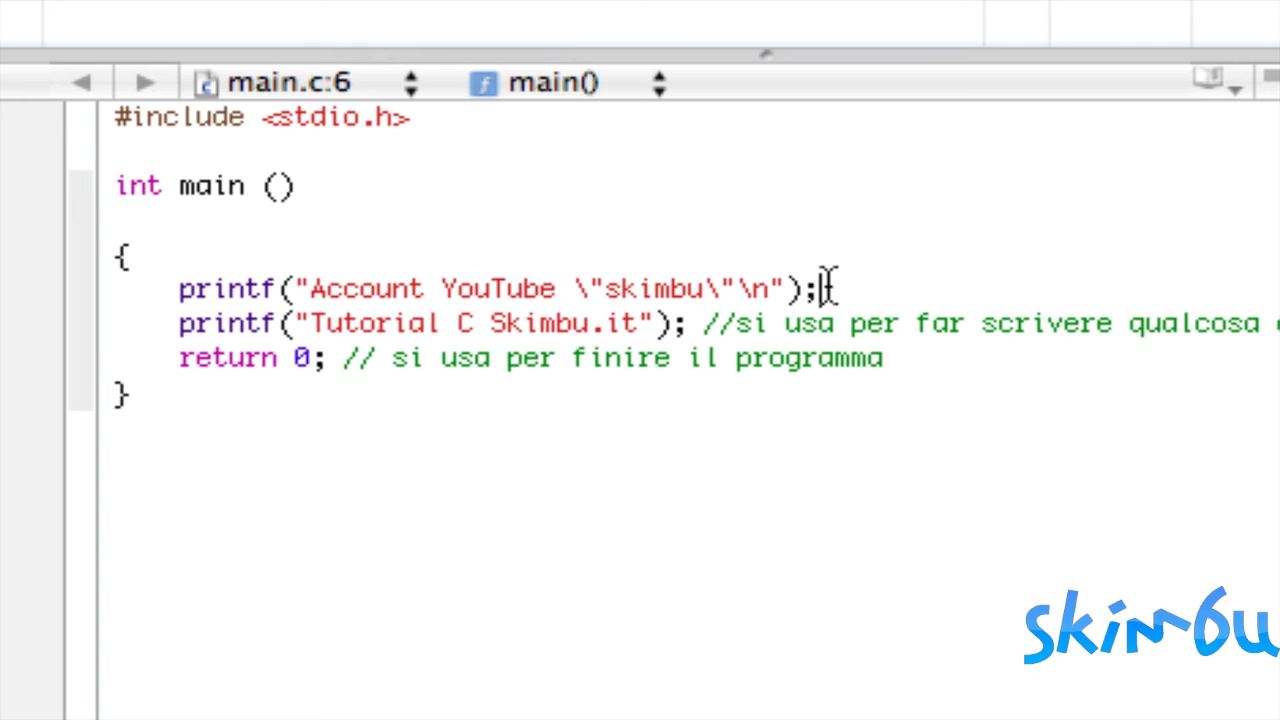 main.c:6 main()
#include <stdio.h>
int main ()
{
printf("Account YouTube \"skimbu\"\n");
printf("Tutorial C Skimbu.it"); //si usa per far scrivere qualcosa
return 0; // si usa per finire il programma
}
skimbu